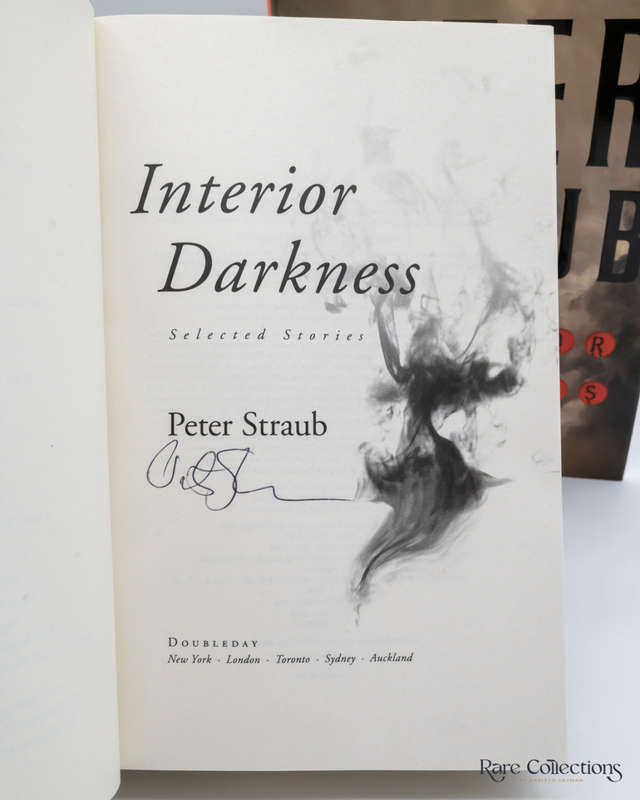 Interior
Darkness
Selected Stories
Peter Straub
DOUBLEDAY
New York · London · Toronto · Sydney · Auckland
Rare Collections